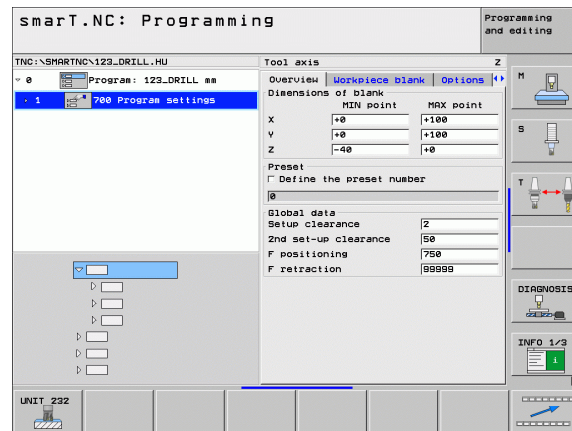 smarT.NC: Programming
Programming
and editing
TNC:\SMARTNC\123_DRILL.HU
Tool axis Z
0 Program: 123_DRILL mm
1 700 Program settings
Overview Workpiece blank Options
Dimensions of blank
MIN point MAX point
X +0 +100
Y +0 +100
Z -40 +0
Preset
Define the preset number
0
Global data
Setup clearance 2
2nd set-up clearance 50
F positioning 750
F retraction 99999
M
S
T
DIAGNOSIS
INFO 1/3
i
UNIT 232